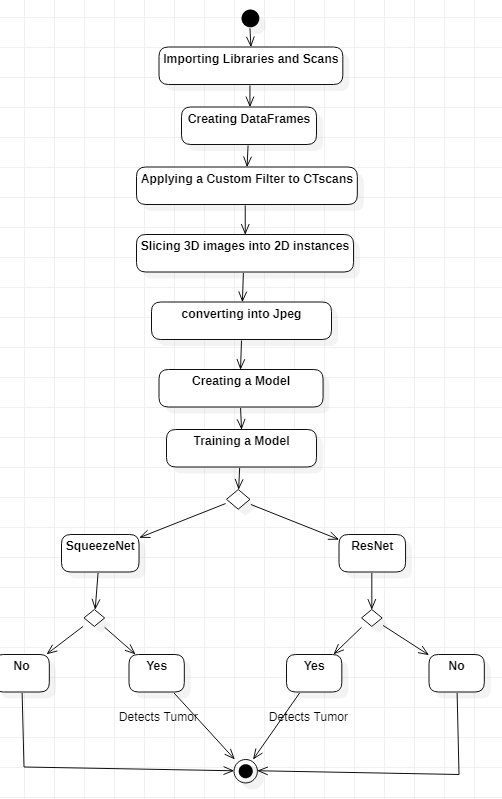 Importing Libraries and Scans
Creating DataFrames
Applying a Custom Filter to CTscans
Slicing 3D images into 2D instances
converting into Jpeg
Creating a Model
Training a Model
SqueezeNet
ResNet
No
Yes
Yes
No
Detects Tumor
Detects Tumor